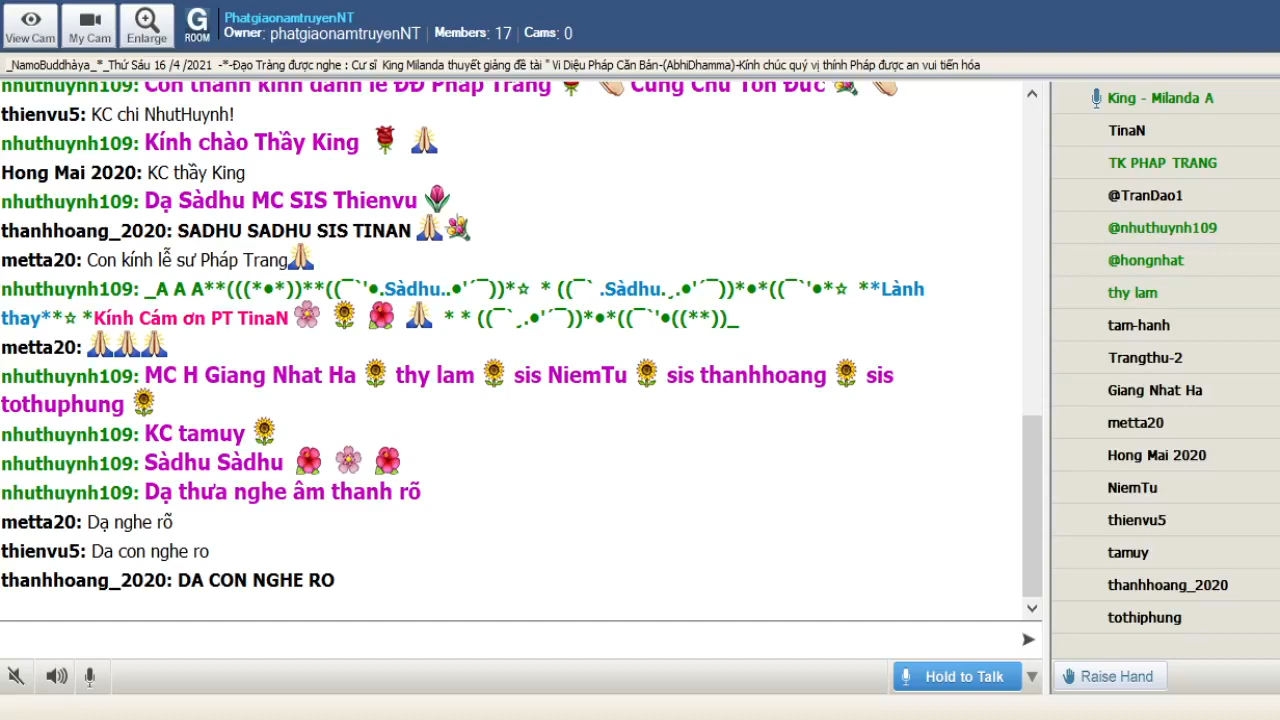 View Cam
My Cam
Enlarge
G
ROOM
PhatgiaonamtruyenNT
Owner: phatgiaonamtruyenNT | Members: 17 | Cams: 0
_NamoBuddhàya_*_Thứ Sáu 16 /4 /2021 -*-Đạo Tràng được nghe : Cư sĩ King Milanda thuyết giảng đề tài " Vi Diệu Pháp Căn Bản-(AbhiDhamma)-Kính chúc quý vị thính Pháp được an vui tiến hóa
nhuthuynh109: Con thành kính đảnh lễ ĐĐ Pháp Trang 🌹 👏 Cung Chư Tôn Đức 💐 👏
thienvu5: KC chi NhutHuynh!
nhuthuynh109: Kính chào Thầy King 🌹 🙏
Hong Mai 2020: KC thầy King
nhuthuynh109: Dạ Sàdhu MC SIS Thienvu 🌷
thanhhoang_2020: SADHU SADHU SIS TINAN 🙏💐
metta20: Con kính lễ sư Pháp Trang🙏
nhuthuynh109: _A A A**(((*●*))**((¯`'●.Sàdhu..●'´¯))*☆ * ((¯` .Sàdhu.¸.●'´¯))*●*((¯`'●*☆ **Lành
thay**☆ *Kính Cám ơn PT TinaN 🌸 🌻 🌺 🙏 * * ((¯`¸.●'´¯))*●*((¯`'●((**))_
metta20: 🙏🙏🙏
nhuthuynh109: MC H Giang Nhat Ha 🌻 thy lam 🌻 sis NiemTu 🌻 sis thanhhoang 🌻 sis
tothuphung 🌻
nhuthuynh109: KC tamuy 🌻
nhuthuynh109: Sàdhu Sàdhu 🌺 🌸 🌺
nhuthuynh109: Dạ thưa nghe âm thanh rõ
metta20: Dạ nghe rõ
thienvu5: Da con nghe ro
thanhhoang_2020: DA CON NGHE RO
King - Milanda A
TinaN
TK PHAP TRANG
@TranDao1
@nhuthuynh109
@hongnhat
thy lam
tam-hanh
Trangthu-2
Giang Nhat Ha
metta20
Hong Mai 2020
NiemTu
thienvu5
tamuy
thanhhoang_2020
tothiphung
Hold to Talk
Raise Hand